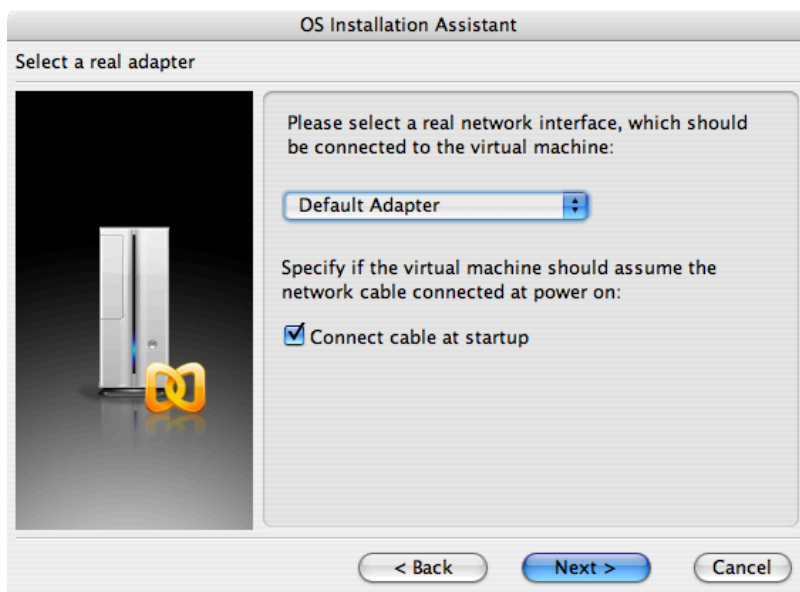 OS Installation Assistant
Select a real adapter
Please select a real network interface, which should
be connected to the virtual machine:
Default Adapter
Specify if the virtual machine should assume the
network cable connected at power on:
Connect cable at startup
< Back
Next >
Cancel